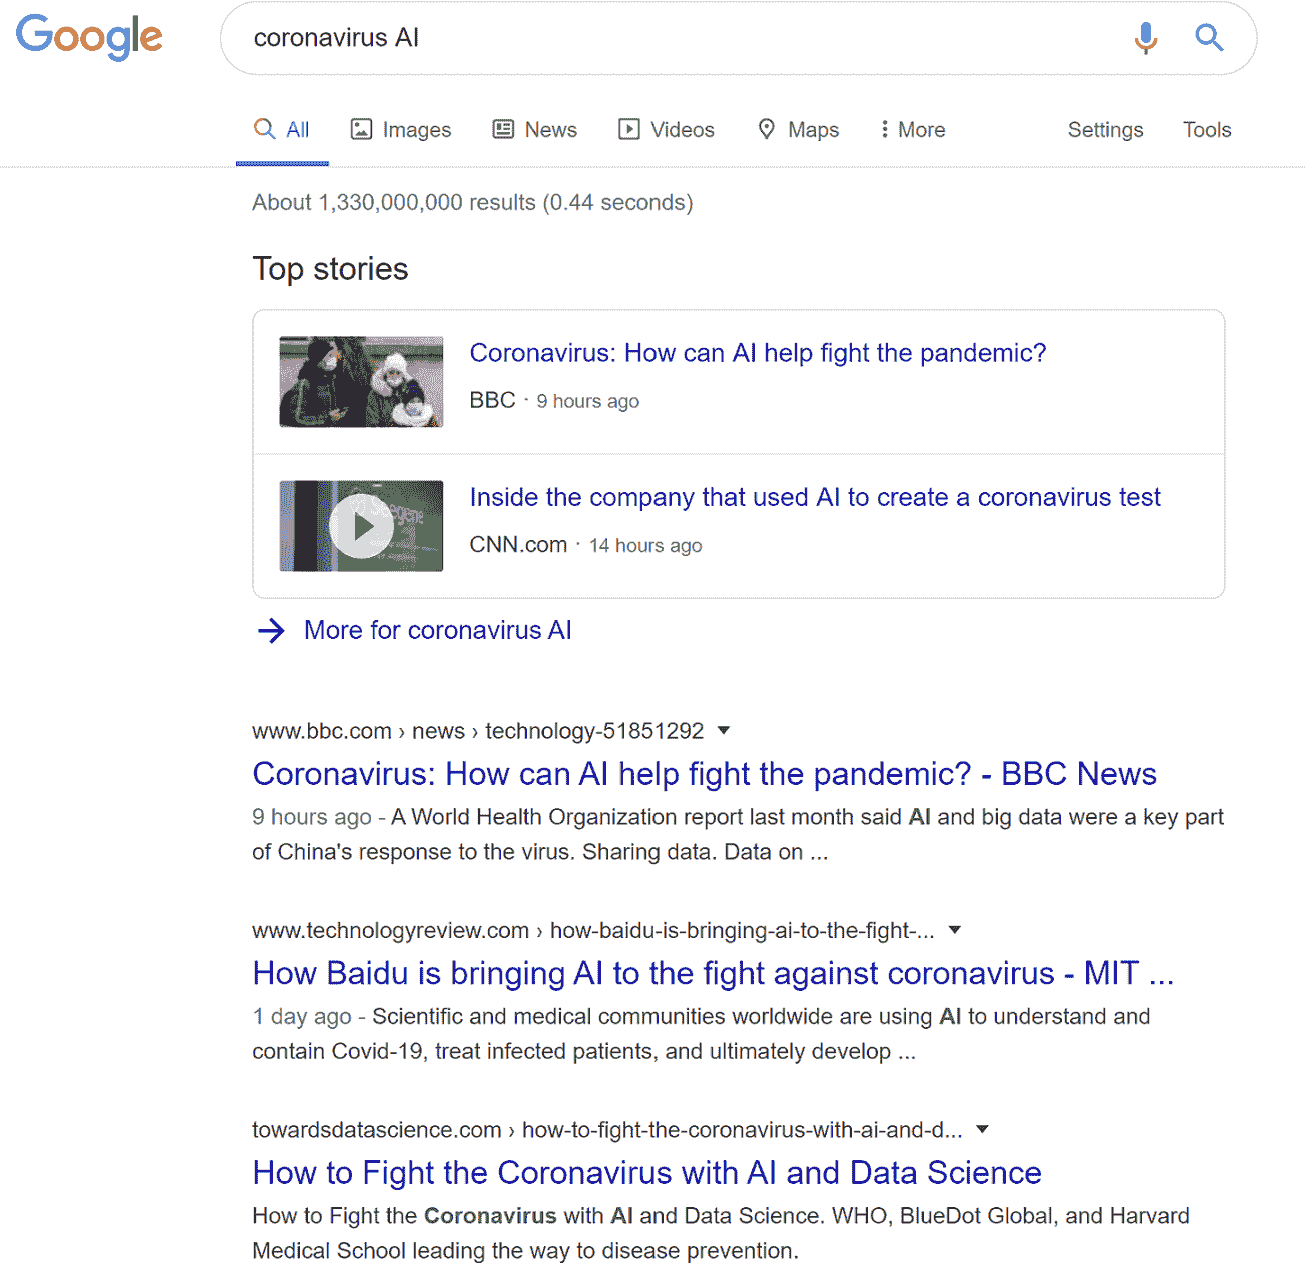 Google
coronavirus AI
All Images News Videos Maps More Settings Tools
About 1,330,000,000 results (0.44 seconds)
Top stories
Coronavirus: How can AI help fight the pandemic?
BBC · 9 hours ago
Inside the company that used AI to create a coronavirus test
CNN.com · 14 hours ago
More for coronavirus AI
www.bbc.com › news › technology-51851292
Coronavirus: How can AI help fight the pandemic? - BBC News
9 hours ago - A World Health Organization report last month said AI and big data were a key part
of China's response to the virus. Sharing data. Data on ...
www.technologyreview.com › how-baidu-is-bringing-ai-to-the-fight-...
How Baidu is bringing AI to the fight against coronavirus - MIT ...
1 day ago - Scientific and medical communities worldwide are using AI to understand and
contain Covid-19, treat infected patients, and ultimately develop ...
towardsdatascience.com › how-to-fight-the-coronavirus-with-ai-and-d...
How to Fight the Coronavirus with AI and Data Science
How to Fight the Coronavirus with AI and Data Science. WHO, BlueDot Global, and Harvard
Medical School leading the way to disease prevention.